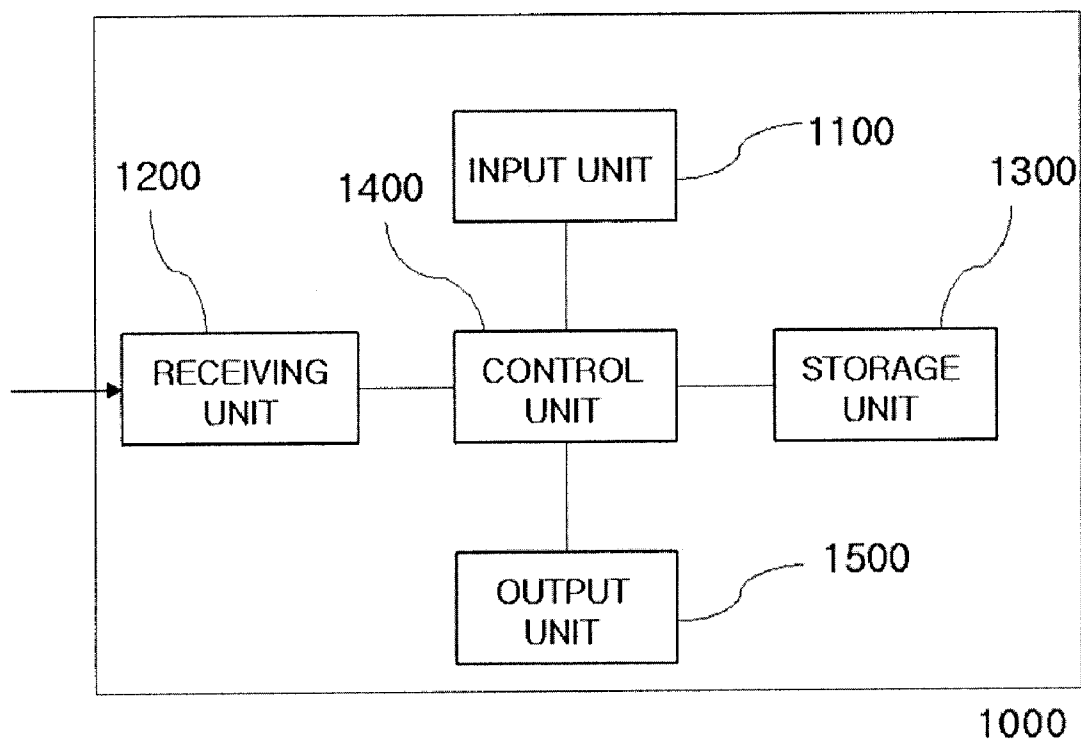 1100
INPUT UNIT
1200
1400
1300
RECEIVING
UNIT
CONTROL
UNIT
STORAGE
UNIT
1500
OUTPUT
UNIT
1000